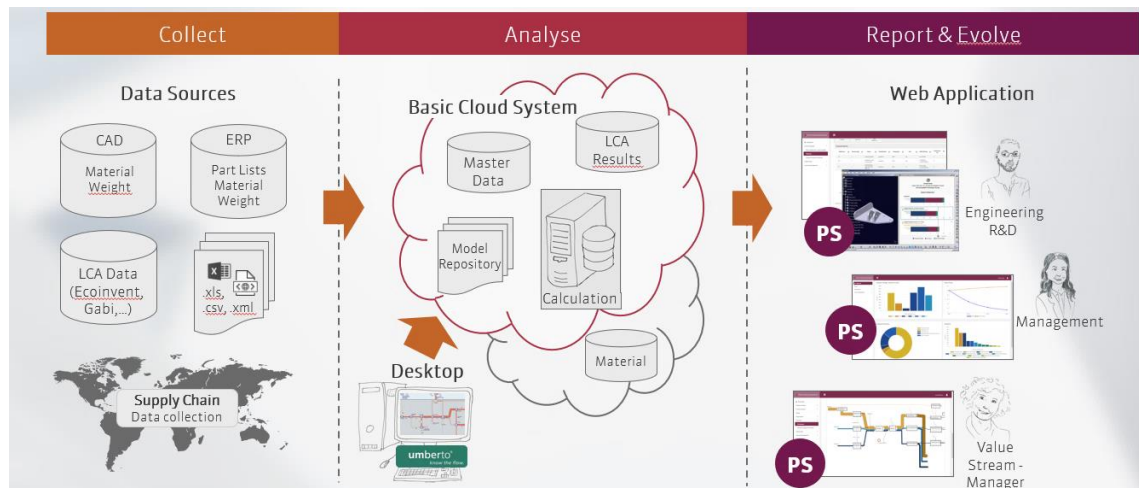 Collect
Analyse
Report & Evolve
Data Sources
CAD
Material
Weight
ERP
Part Lists
Material
Weight
LCA Data
(Ecoinvent,
Gabi,...)
.xls,
.csv, .xml
Supply Chain
Data collection
Basic Cloud System
Master
Data
LCA
Results
Model
Repository
Calculation
Material
Desktop
umberto
know the flow.
Web Application
PS
Engineering
R&D
PS
Management
PS
Value
Stream -
Manager